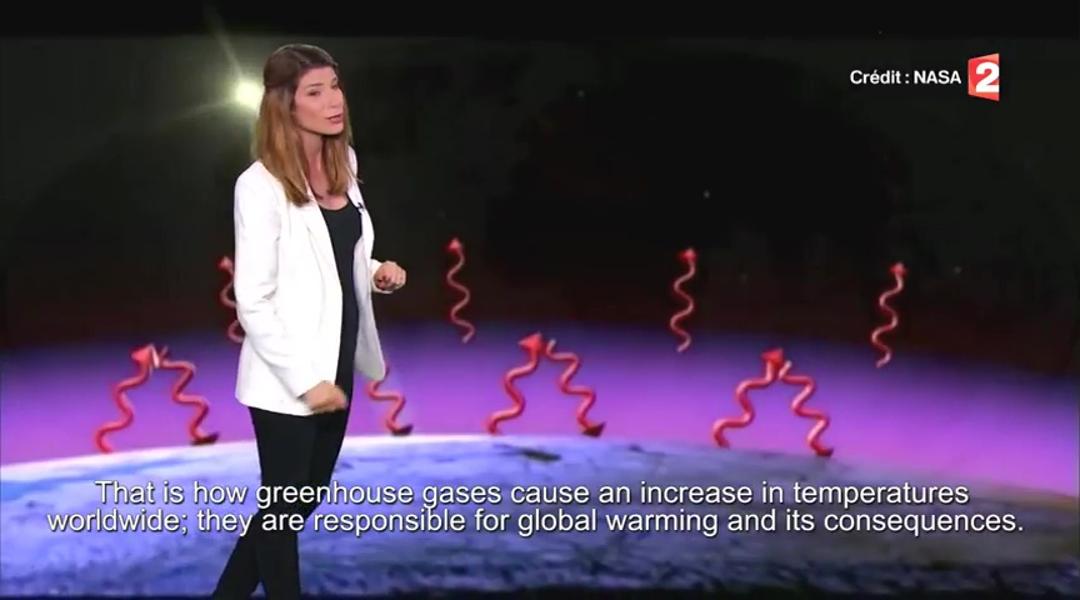 Crédit : NASA 2
That is how greenhouse gases cause an increase in temperatures
worldwide; they are responsible for global warming and its consequences.